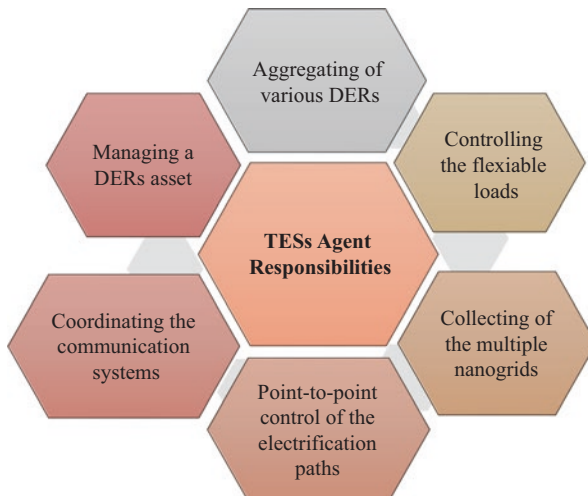 Aggregating of
various DERs
Controlling
the flexiable
loads
Collecting of
the multiple
nanogrids
Point-to-point
control of the
electrification
paths
Coordinating the
communication
systems
Managing a
DERs asset
TESs Agent
Responsibilities